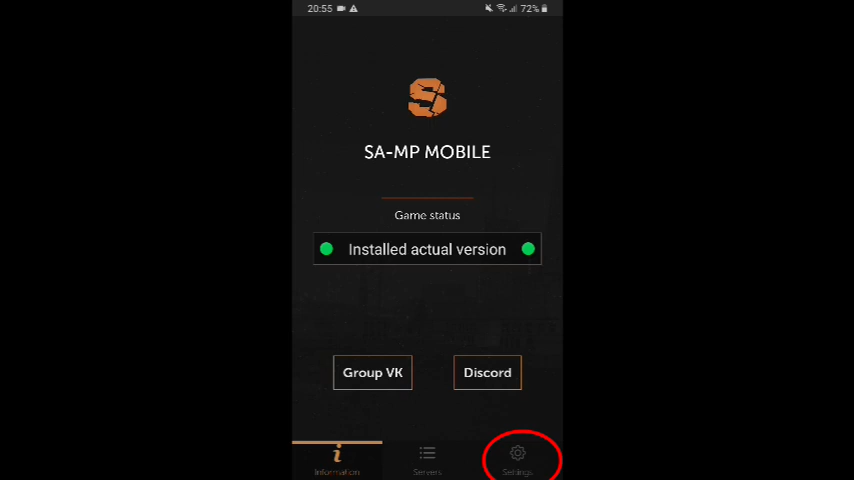 20:55 72%
SA-MP MOBILE
Game status
Installed actual version
Group VK Discord
Information Servers Settings